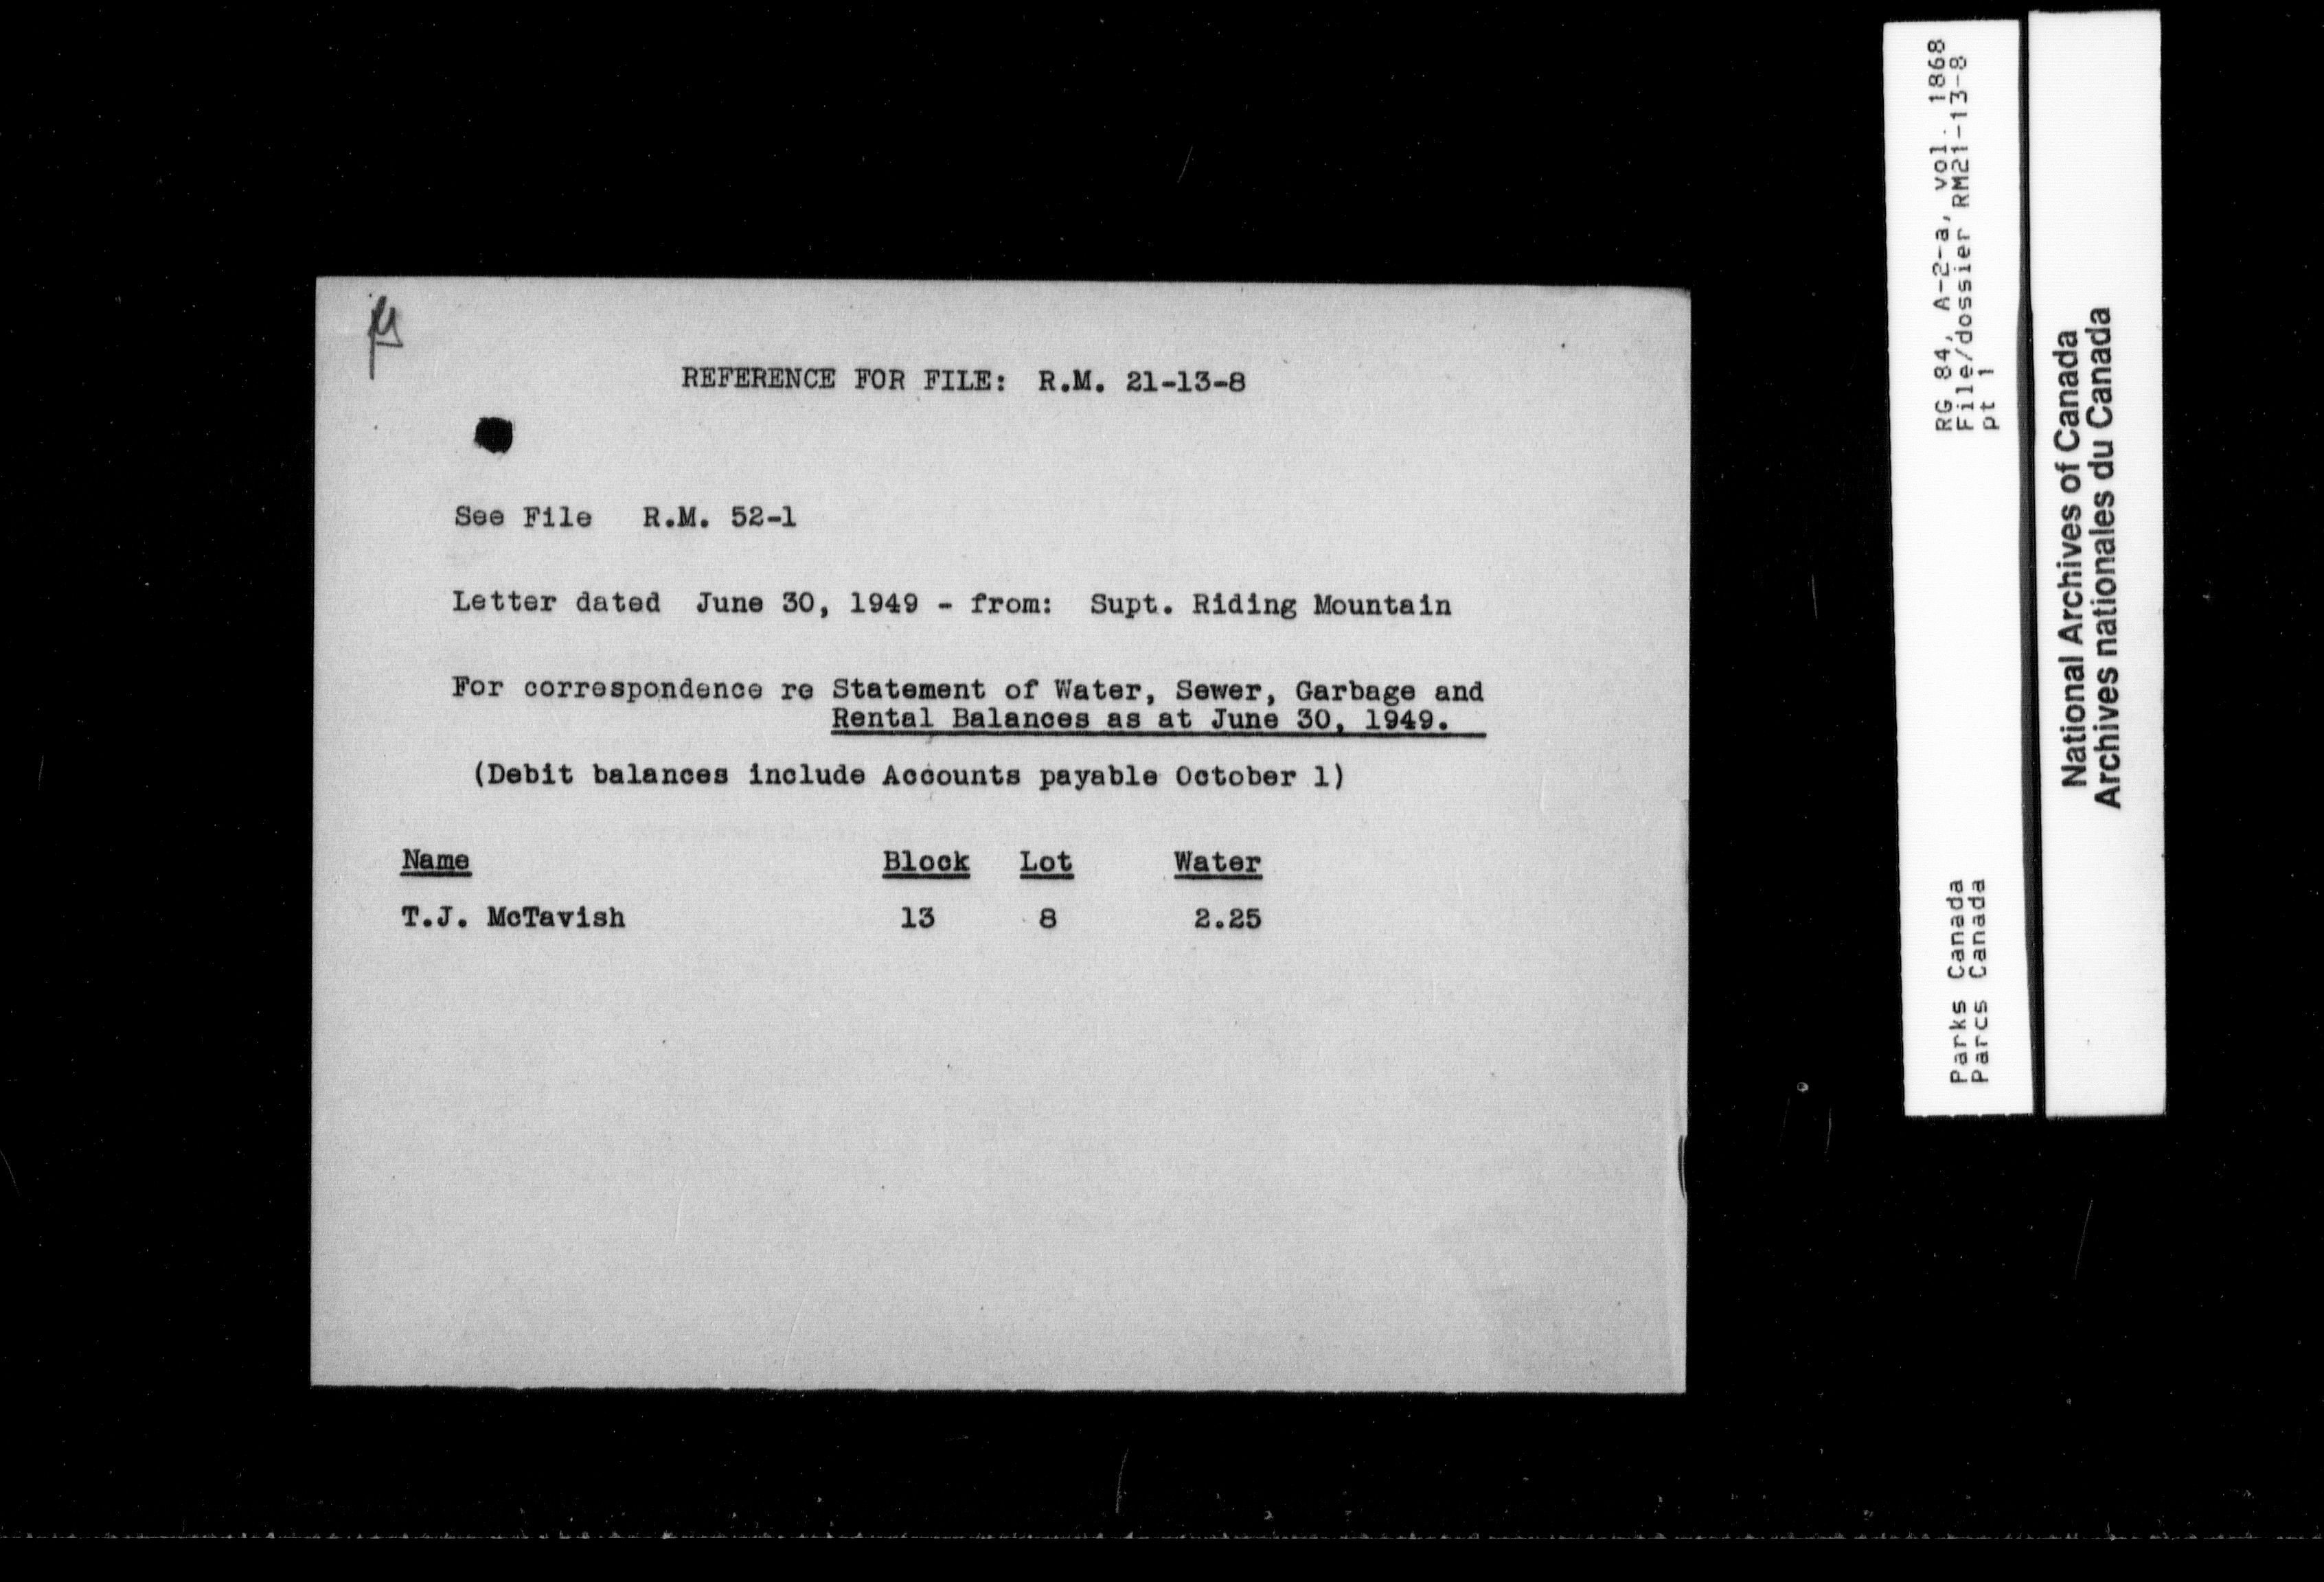 REFERENCE FOR FILE: R.M. 21-13-8
See File R.M. 52-1
Letter dated June 30, 1949 - from: Supt. Riding Mountain
For correspondence re Statement of Water, Sewer, Garbage and
Rental Balances as at June 30, 1949.
(Debit balances include Accounts payable October 1)
Name Block Lot Water
T.J. McTavish 13 8 2.25
RG 84, A-2-a, vol. 1868
File/dossier RM21-13-8
pt 1
Parks Canada
Parcs Canada
National Archives of Canada
Archives nationales du Canada